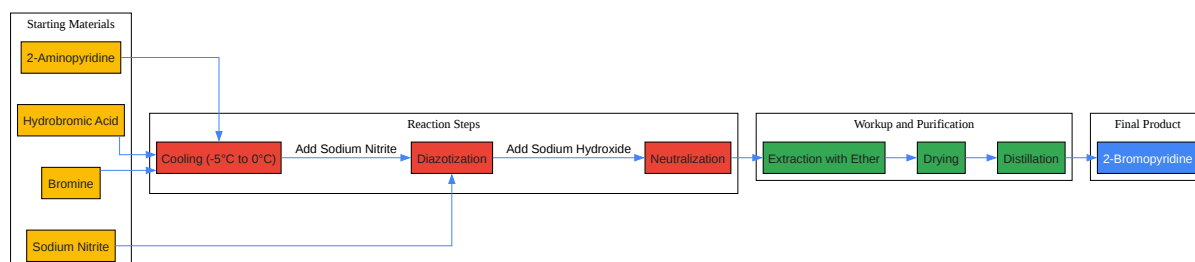 Starting Materials
2-Aminopyridine
Hydrobromic Acid
Bromine
Sodium Nitrite
Reaction Steps
Cooling (-5°C to 0°C)
Add Sodium Nitrite
Diazotization
Add Sodium Hydroxide
Neutralization
Workup and Purification
Extraction with Ether
Drying
Distillation
Final Product
2-Bromopyridine